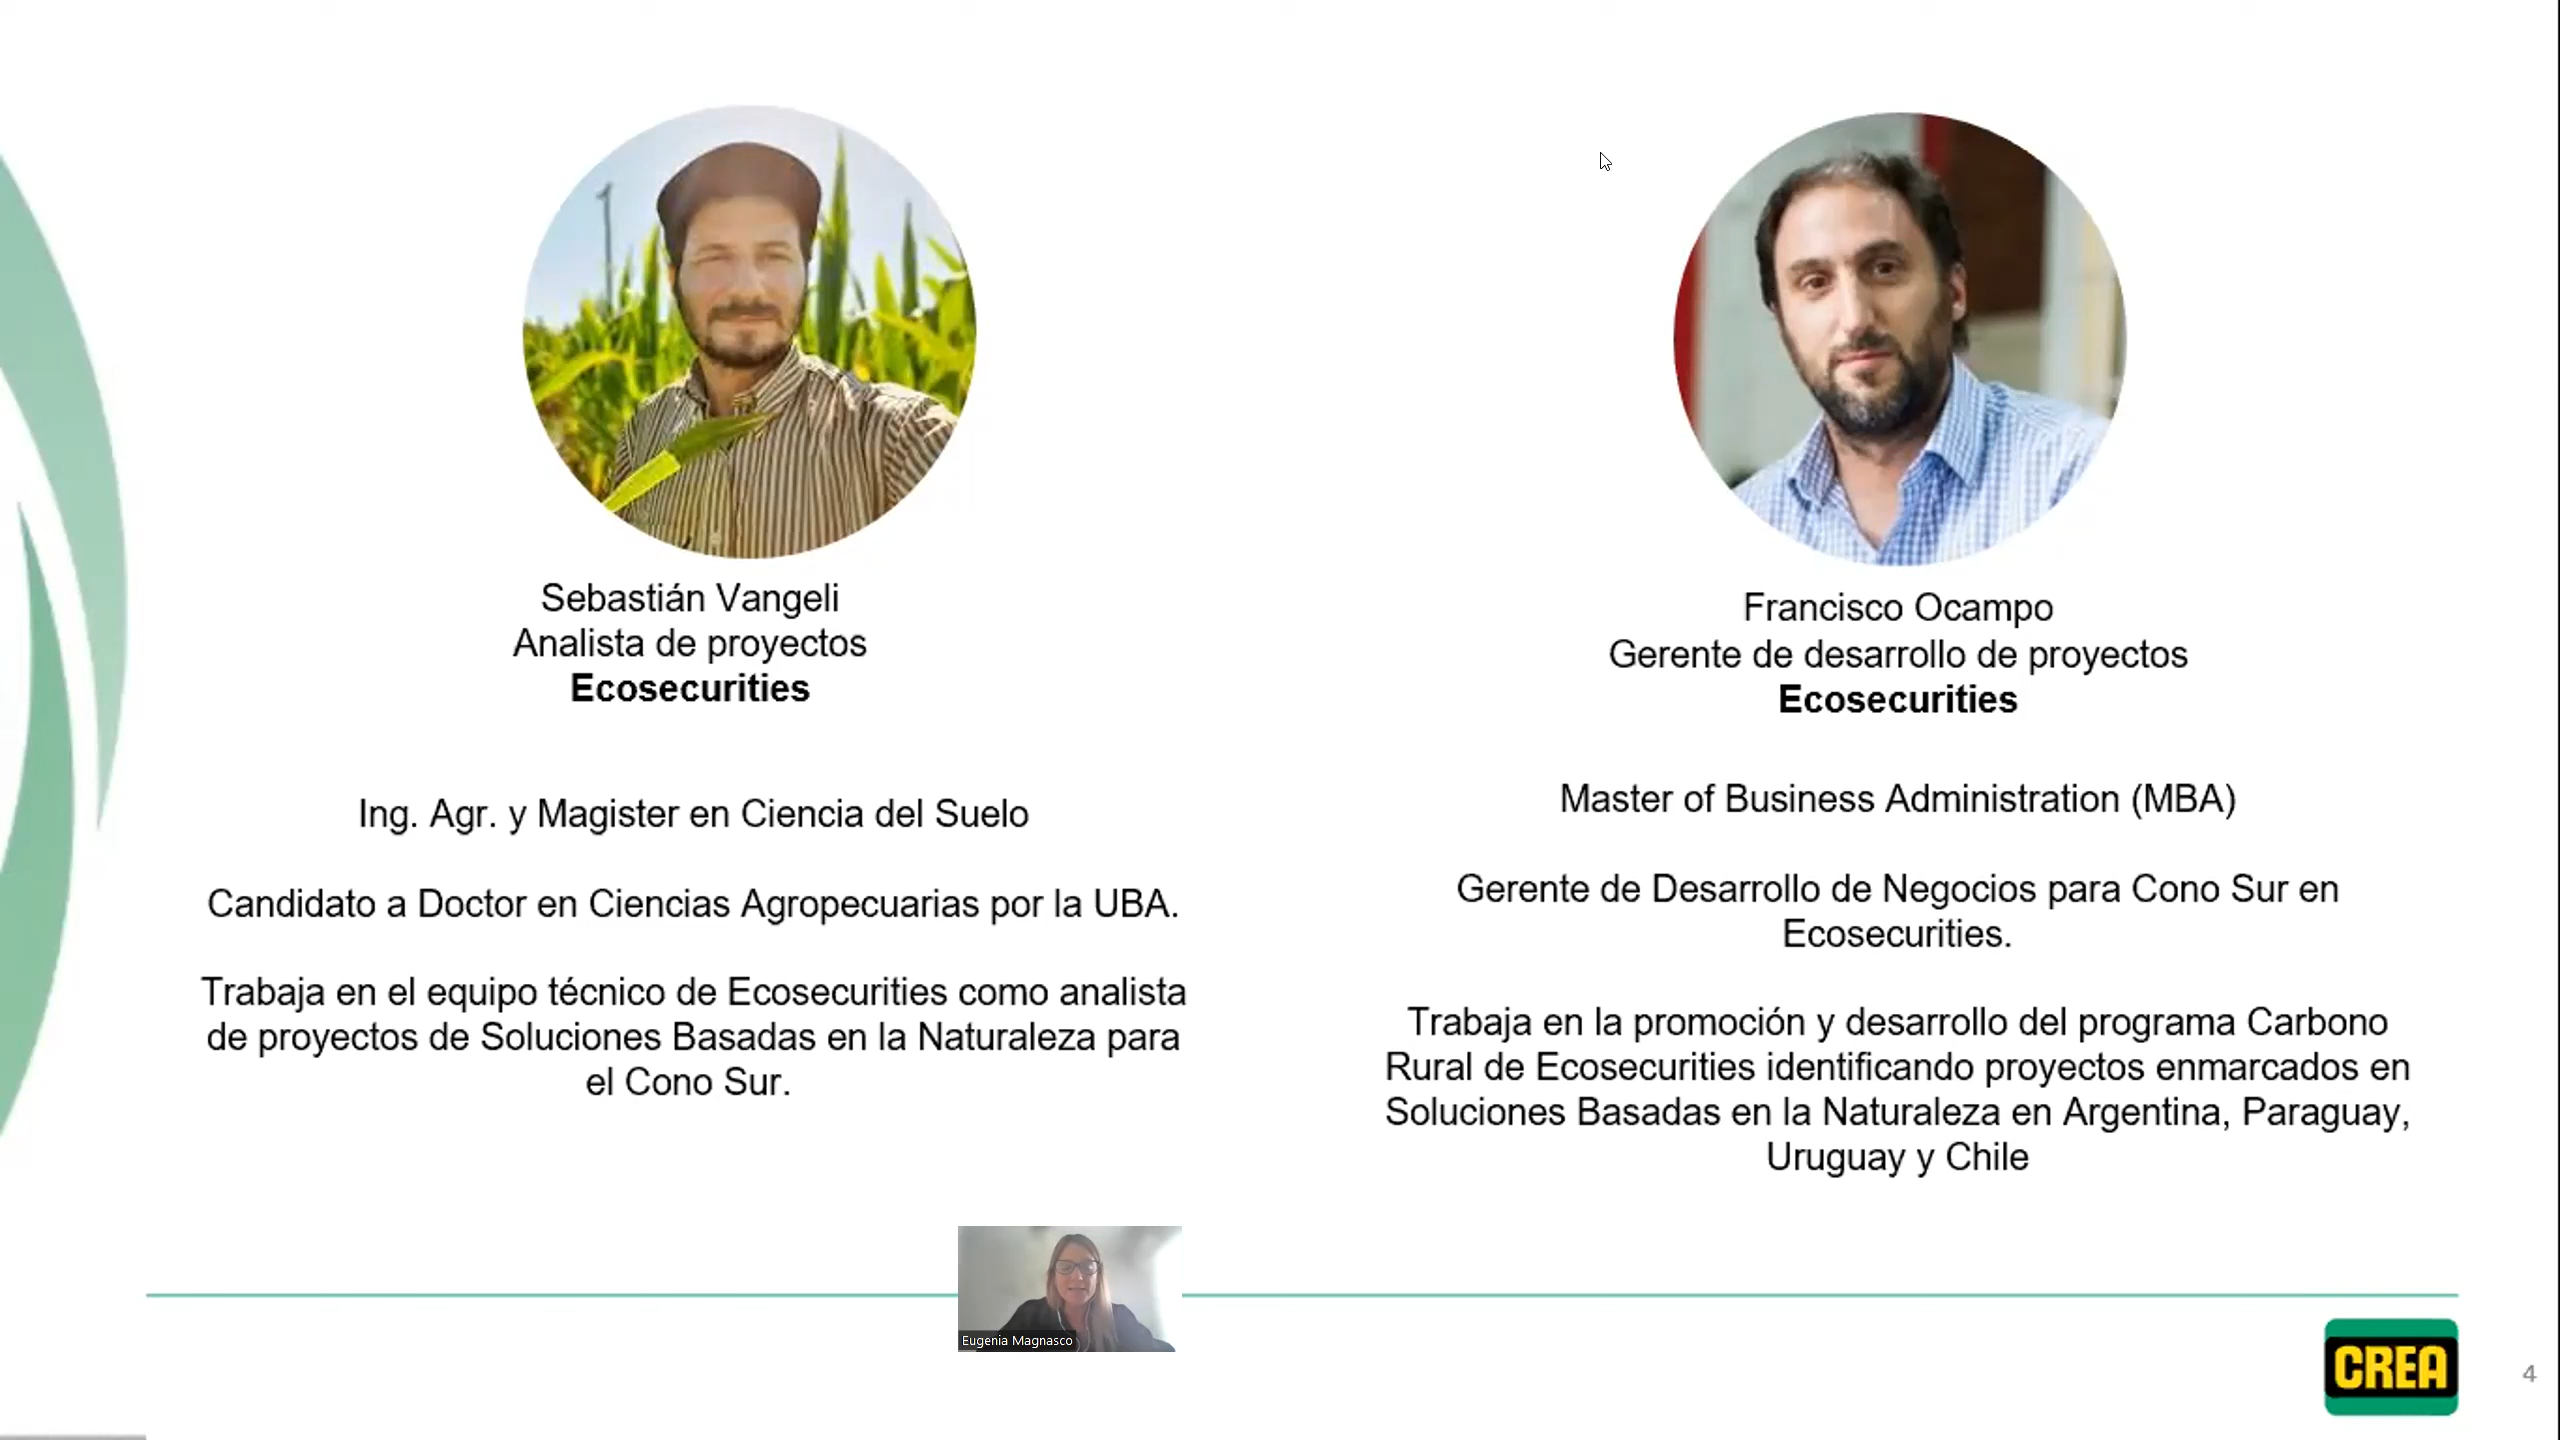 Sebastián Vangeli
Analista de proyectos
Ecosecurities
Ing. Agr. y Magister en Ciencia del Suelo
Candidato a Doctor en Ciencias Agropecuarias por la UBA.
Trabaja en el equipo técnico de Ecosecurities como analista
de proyectos de Soluciones Basadas en la Naturaleza para
el Cono Sur.
Francisco Ocampo
Gerente de desarrollo de proyectos
Ecosecurities
Master of Business Administration (MBA)
Gerente de Desarrollo de Negocios para Cono Sur en
Ecosecurities.
Trabaja en la promoción y desarrollo del programa Carbono
Rural de Ecosecurities identificando proyectos enmarcados en
Soluciones Basadas en la Naturaleza en Argentina, Paraguay,
Uruguay y Chile
Eugenia Magnasco
CREA
4